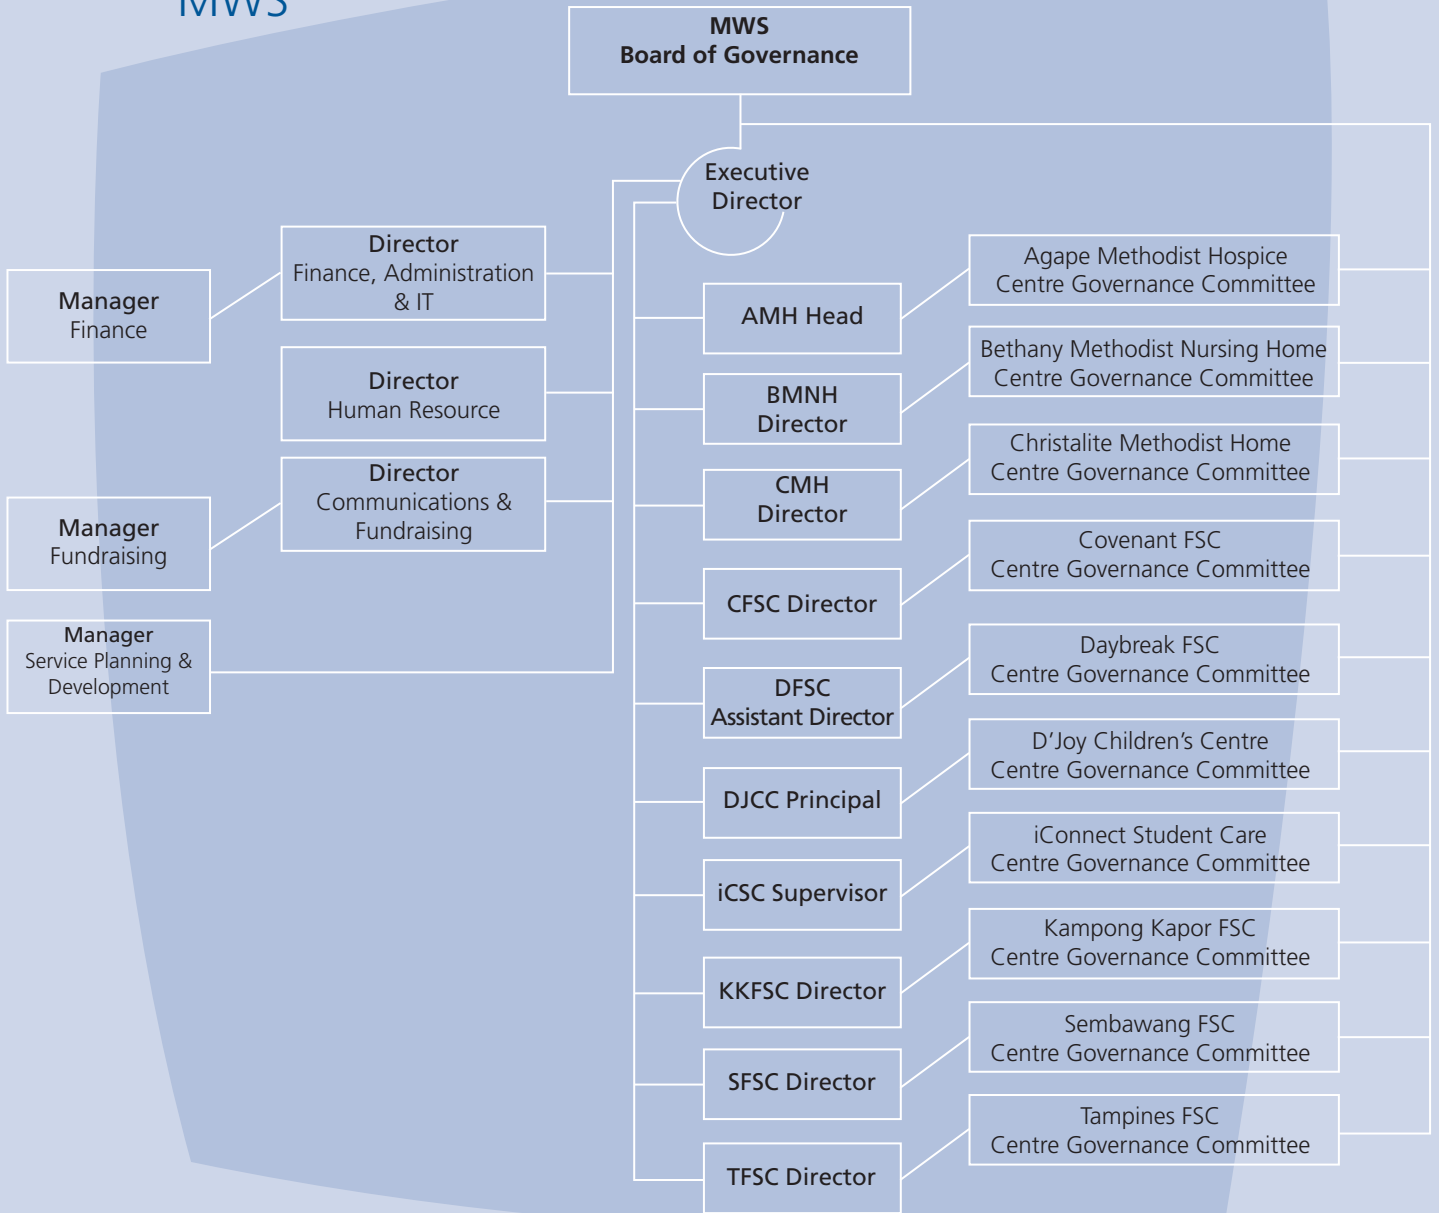 MWS
MWS
Board of Governance
Executive
Director
Director
Finance, Administration
& IT
Manager
Finance
Director
Human Resource
Director
Communications &
Fundraising
Manager
Fundraising
Manager
Service Planning &
Development
AMH Head
BMNH
Director
CMH
Director
CFSC Director
DFSC
Assistant Director
DJCC Principal
iCSC Supervisor
KKFSC Director
SFSC Director
TFSC Director
Agape Methodist Hospice
Centre Governance Committee
Bethany Methodist Nursing Home
Centre Governance Committee
Christalite Methodist Home
Centre Governance Committee
Covenant FSC
Centre Governance Committee
Daybreak FSC
Centre Governance Committee
D’Joy Children’s Centre
Centre Governance Committee
iConnect Student Care
Centre Governance Committee
Kampong Kapor FSC
Centre Governance Committee
Sembawang FSC
Centre Governance Committee
Tampines FSC
Centre Governance Committee